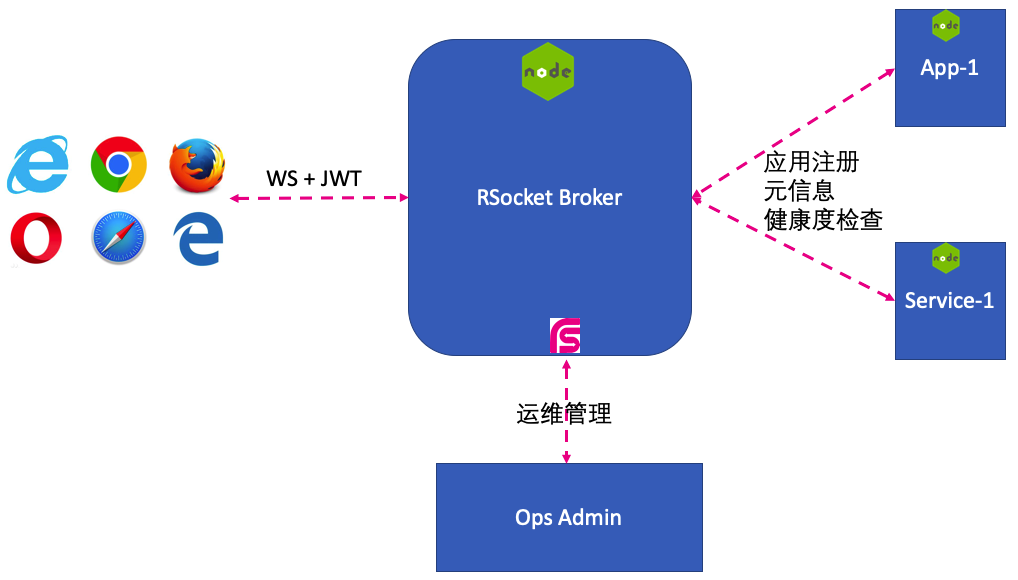 node
node
App-1
WS + JWT
RSocket Broker
应用注册
元信息
健康度检查
node
Service-1
运维管理
Ops Admin